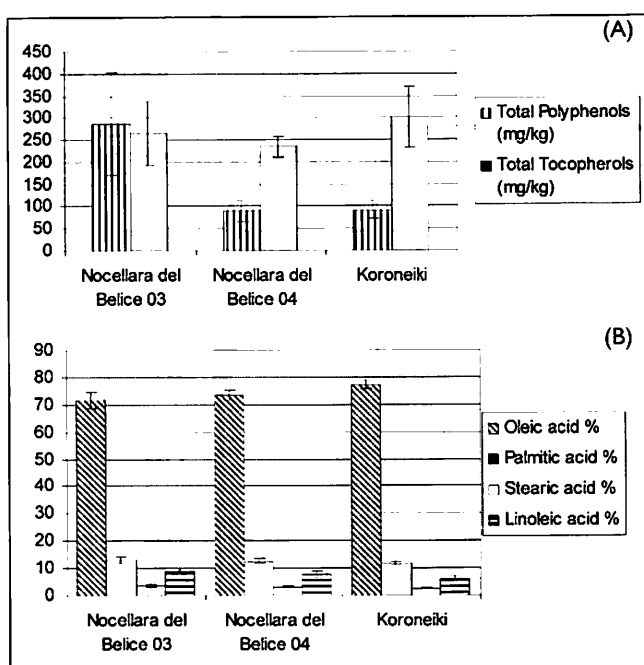 (A)
450
400
350
300
250
200
150
100
50
0
Nocellara del
Belice 03
Nocellara del
Belice 04
Koroneiki
Total Polyphenols
(mg/kg)
Total Tocopherols
(mg/kg)
(B)
90
80
70
60
50
40
30
20
10
0
Nocellara del
Belice 03
Nocellara del
Belice 04
Koroneiki
Oleic acid %
Palmitic acid %
Stearic acid %
Linoleic acid %